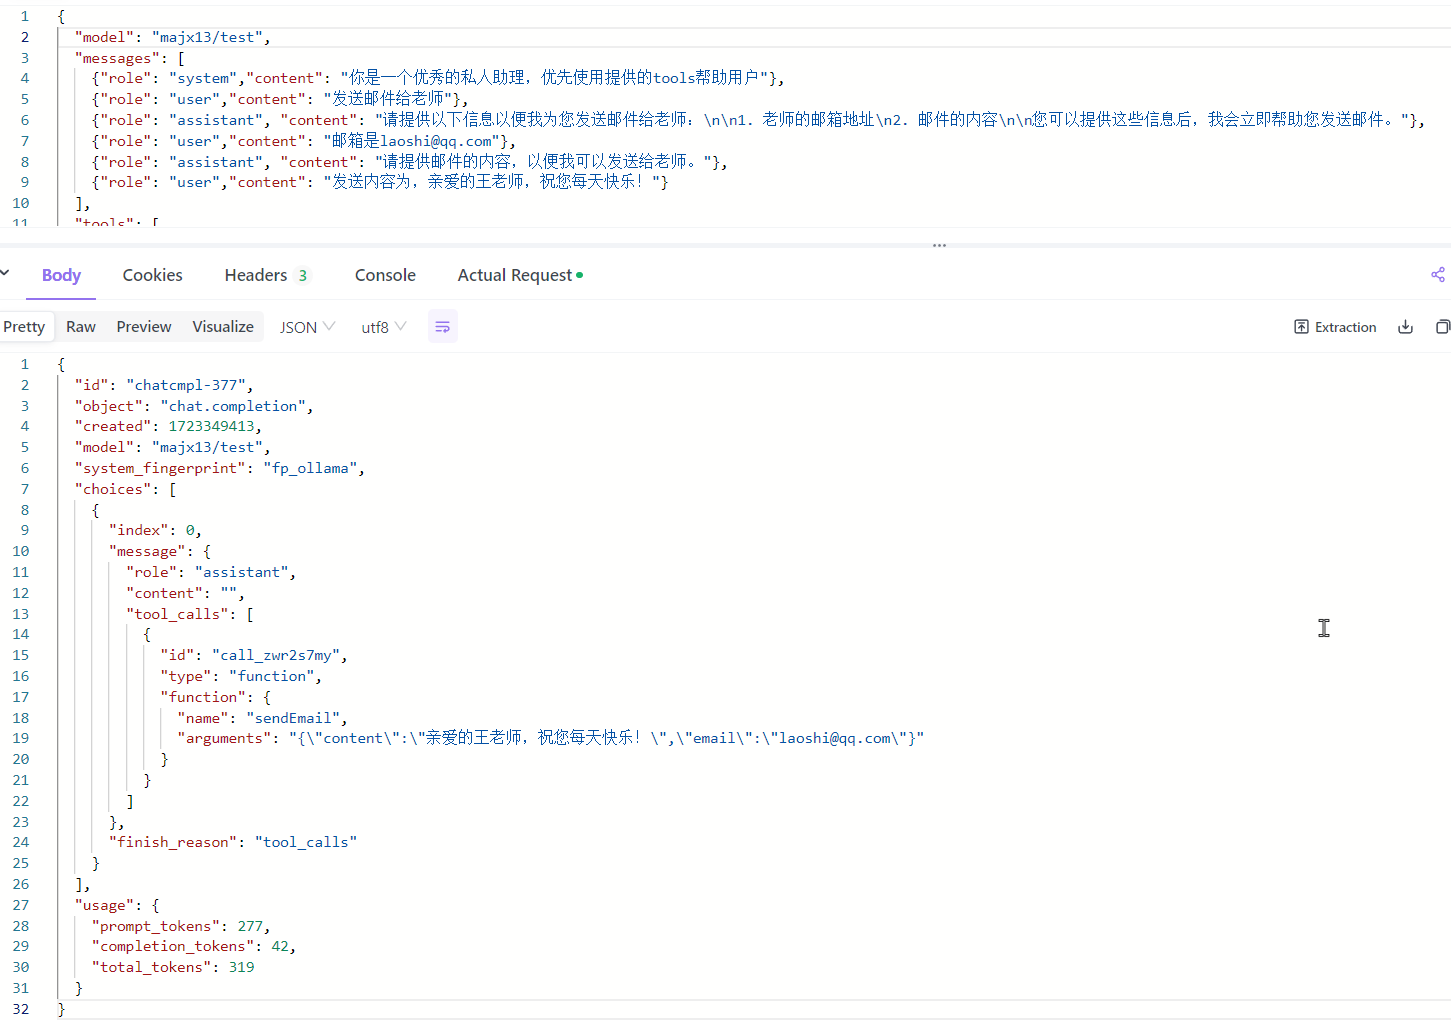 1 {
2 "model": "majx13/test",
3 "messages": [
4 {"role": "system","content": "你是一个优秀的私人助理，优先使用提供的tools帮助用户"},
5 {"role": "user","content": "发送邮件给老师"},
6 {"role": "assistant", "content": "请提供以下信息以便我为您发送邮件给老师：\n\n1. 老师的邮箱地址\n2. 邮件的内容\n\n您可以提供这些信息后，我会立即帮助您发送邮件。"},
7 {"role": "user","content": "邮箱是laoshi@qq.com"},
8 {"role": "assistant", "content": "请提供邮件的内容，以便我可以发送给老师。"},
9 {"role": "user","content": "发送内容为，亲爱的王老师，祝您每天快乐！"}
10 ],
11 "tools": [
Body Cookies Headers 3 Console Actual Request
Pretty Raw Preview Visualize JSON utf8 Extraction
1 {
2 "id": "chatcmpl-377",
3 "object": "chat.completion",
4 "created": 1723349413,
5 "model": "majx13/test",
6 "system_fingerprint": "fp_ollama",
7 "choices": [
8 {
9 "index": 0,
10 "message": {
11 "role": "assistant",
12 "content": "",
13 "tool_calls": [
14 {
15 "id": "call_zwr2s7my",
16 "type": "function",
17 "function": {
18 "name": "sendEmail",
19 "arguments": "{\"content\":\"亲爱的王老师，祝您每天快乐！\",\"email\":\"laoshi@qq.com\"}"
20 }
21 }
22 ]
23 },
24 "finish_reason": "tool_calls"
25 }
26 ],
27 "usage": {
28 "prompt_tokens": 277,
29 "completion_tokens": 42,
30 "total_tokens": 319
31 }
32 }